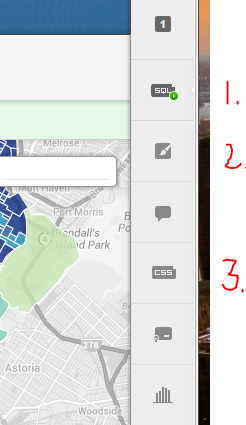 1
SQL
1.
Melrose
2.
Mott Haven
Port Morris
Randall's
Island Park
CSS
3.
278
?
Astoria
Woodside